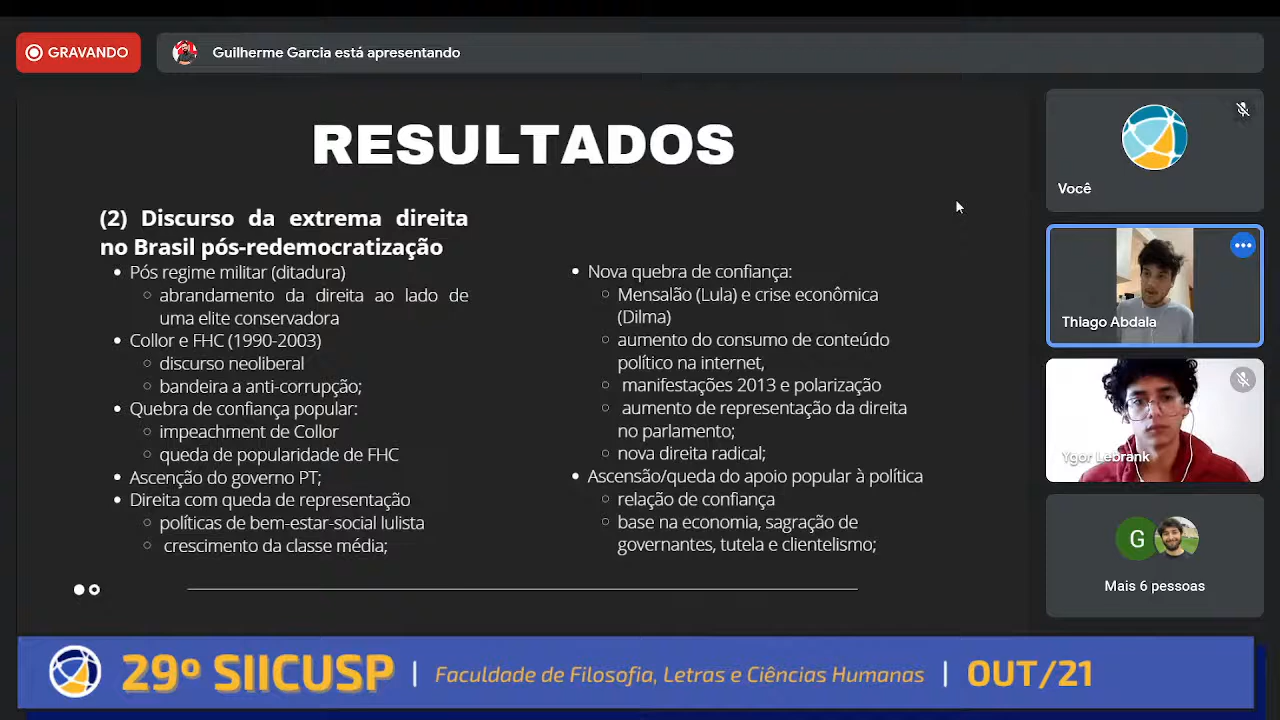 GRAVANDO
Guilherme Garcia está apresentando
RESULTADOS
(2) Discurso da extrema direita
no Brasil pós-redemocratização
• Pós regime militar (ditadura)
○ abrandamento da direita ao lado de
uma elite conservadora
• Collor e FHC (1990-2003)
○ discurso neoliberal
○ bandeira a anti-corrupção;
• Quebra de confiança popular:
○ impeachment de Collor
○ queda de popularidade de FHC
• Ascenção do governo PT;
• Direita com queda de representação
○ políticas de bem-estar-social lulista
○ crescimento da classe média;
• Nova quebra de confiança:
○ Mensalão (Lula) e crise econômica
(Dilma)
○ aumento do consumo de conteúdo
político na internet,
○ manifestações 2013 e polarização
○ aumento de representação da direita
no parlamento;
○ nova direita radical;
• Ascensão/queda do apoio popular à política
○ relação de confiança
○ base na economia, sagração de
governantes, tutela e clientelismo;
Você
Thiago Abdala
Ygor Lebrank
G
Mais 6 pessoas
29º SIICUSP | Faculdade de Filosofia, Letras e Ciências Humanas | OUT/21